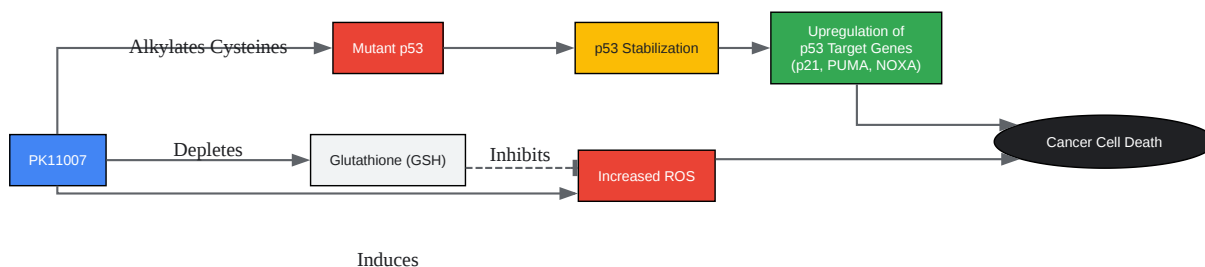 Upregulation of
p53 Target Genes
(p21, PUMA, NOXA)
Alkylates Cysteines
Mutant p53
p53 Stabilization
Cancer Cell Death
PK11007
Depletes
Glutathione (GSH)
Inhibits
Increased ROS
Induces